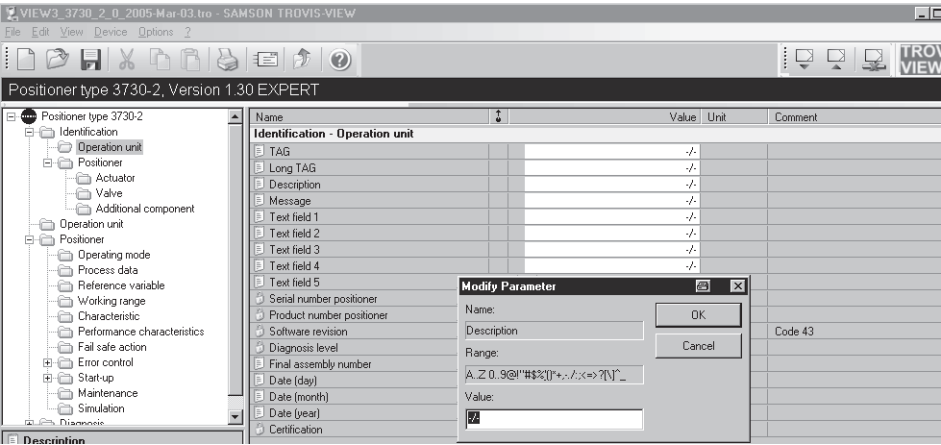 VIEW3_3730_2_0_2005-Mar-03.tro - SAMSON TROVIS-VIEW
File Edit View Device Options ?
TROV
VIEW
Positioner type 3730-2, Version 1.30 EXPERT
Positioner type 3730-2
Identification
Operation unit
Positioner
Actuator
Valve
Additional component
Operation unit
Positioner
Operating mode
Process data
Reference variable
Working range
Characteristic
Performance characteristics
Fail safe action
Error control
Start-up
Maintenance
Simulation
Diagnosis
Description
Name Value Unit Comment
Identification - Operation unit
TAG -/-
Long TAG -/-
Description -/-
Message -/-
Text field 1 -/-
Text field 2 -/-
Text field 3 -/-
Text field 4 -/-
Text field 5
Serial number positioner
Product number positioner
Software revision Code 43
Diagnosis level
Final assembly number
Date (day)
Date (month)
Date (year)
Certification
Modify Parameter
Name:
Description
OK
Cancel
Range:
A..Z 0..9@!"#$%'()*+,-./:;<=>?[\]^_
Value:
-/-